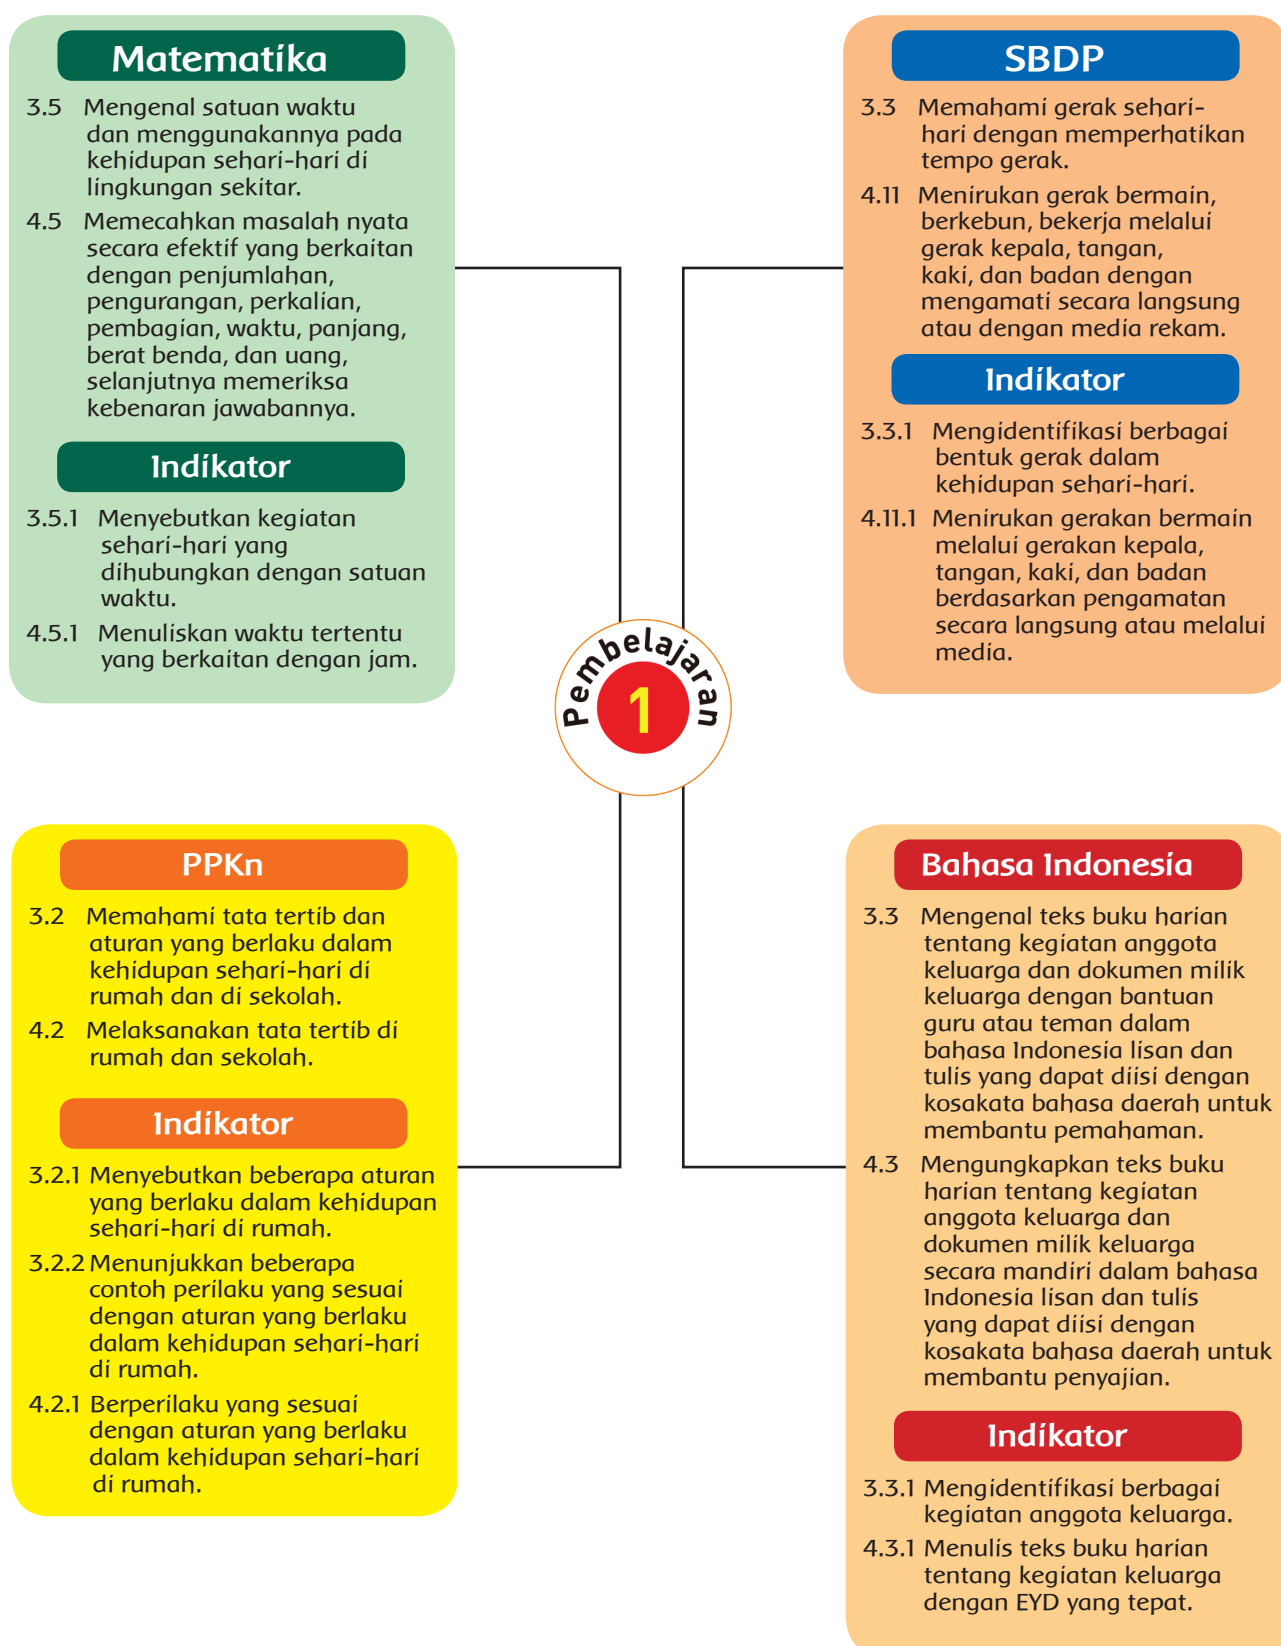 Matematika
3.5 Mengenal satuan waktu
dan menggunakannya pada
kehidupan sehari-hari di
lingkungan sekitar.
4.5 Memecahkan masalah nyata
secara efektif yang berkaitan
dengan penjumlahan,
pengurangan, perkalian,
pembagian, waktu, panjang,
berat benda, dan uang,
selanjutnya memeriksa
kebenaran jawabannya.
Indikator
3.5.1 Menyebutkan kegiatan
sehari-hari yang
dihubungkan dengan satuan
waktu.
4.5.1 Menuliskan waktu tertentu
yang berkaitan dengan jam.
SBDP
3.3 Memahami gerak sehari-
hari dengan memperhatikan
tempo gerak.
4.11 Menirukan gerak bermain,
berkebun, bekerja melalui
gerak kepala, tangan,
kaki, dan badan dengan
mengamati secara langsung
atau dengan media rekam.
Indikator
3.3.1 Mengidentifikasi berbagai
bentuk gerak dalam
kehidupan sehari-hari.
4.11.1 Menirukan gerakan bermain
melalui gerakan kepala,
tangan, kaki, dan badan
berdasarkan pengamatan
secara langsung atau melalui
media.
Pembelajaran
1
PPKn
3.2 Memahami tata tertib dan
aturan yang berlaku dalam
kehidupan sehari-hari di
rumah dan di sekolah.
4.2 Melaksanakan tata tertib di
rumah dan sekolah.
Indikator
3.2.1 Menyebutkan beberapa aturan
yang berlaku dalam kehidupan
sehari-hari di rumah.
3.2.2 Menunjukkan beberapa
contoh perilaku yang sesuai
dengan aturan yang berlaku
dalam kehidupan sehari-hari
di rumah.
4.2.1 Berperilaku yang sesuai
dengan aturan yang berlaku
dalam kehidupan sehari-hari
di rumah.
Bahasa Indonesia
3.3 Mengenal teks buku harian
tentang kegiatan anggota
keluarga dan dokumen milik
keluarga dengan bantuan
guru atau teman dalam
bahasa Indonesia lisan dan
tulis yang dapat diisi dengan
kosakata bahasa daerah untuk
membantu pemahaman.
4.3 Mengungkapkan teks buku
harian tentang kegiatan
anggota keluarga dan
dokumen milik keluarga
secara mandiri dalam bahasa
Indonesia lisan dan tulis
yang dapat diisi dengan
kosakata bahasa daerah untuk
membantu penyajian.
Indikator
3.3.1 Mengidentifikasi berbagai
kegiatan anggota keluarga.
4.3.1 Menulis teks buku harian
tentang kegiatan keluarga
dengan EYD yang tepat.